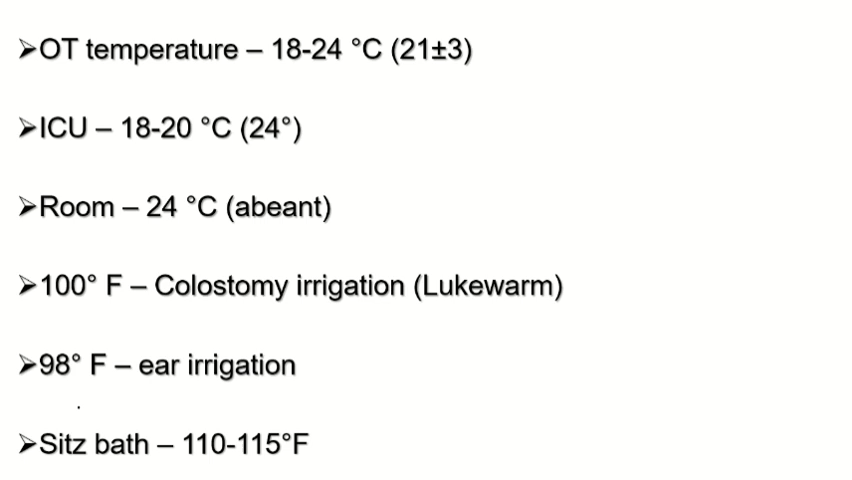 ➢OT temperature – 18-24 °C (21±3)
➢ICU – 18-20 °C (24°)
➢Room – 24 °C (abeant)
➢100° F – Colostomy irrigation (Lukewarm)
➢98° F – ear irrigation
➢Sitz bath – 110-115°F